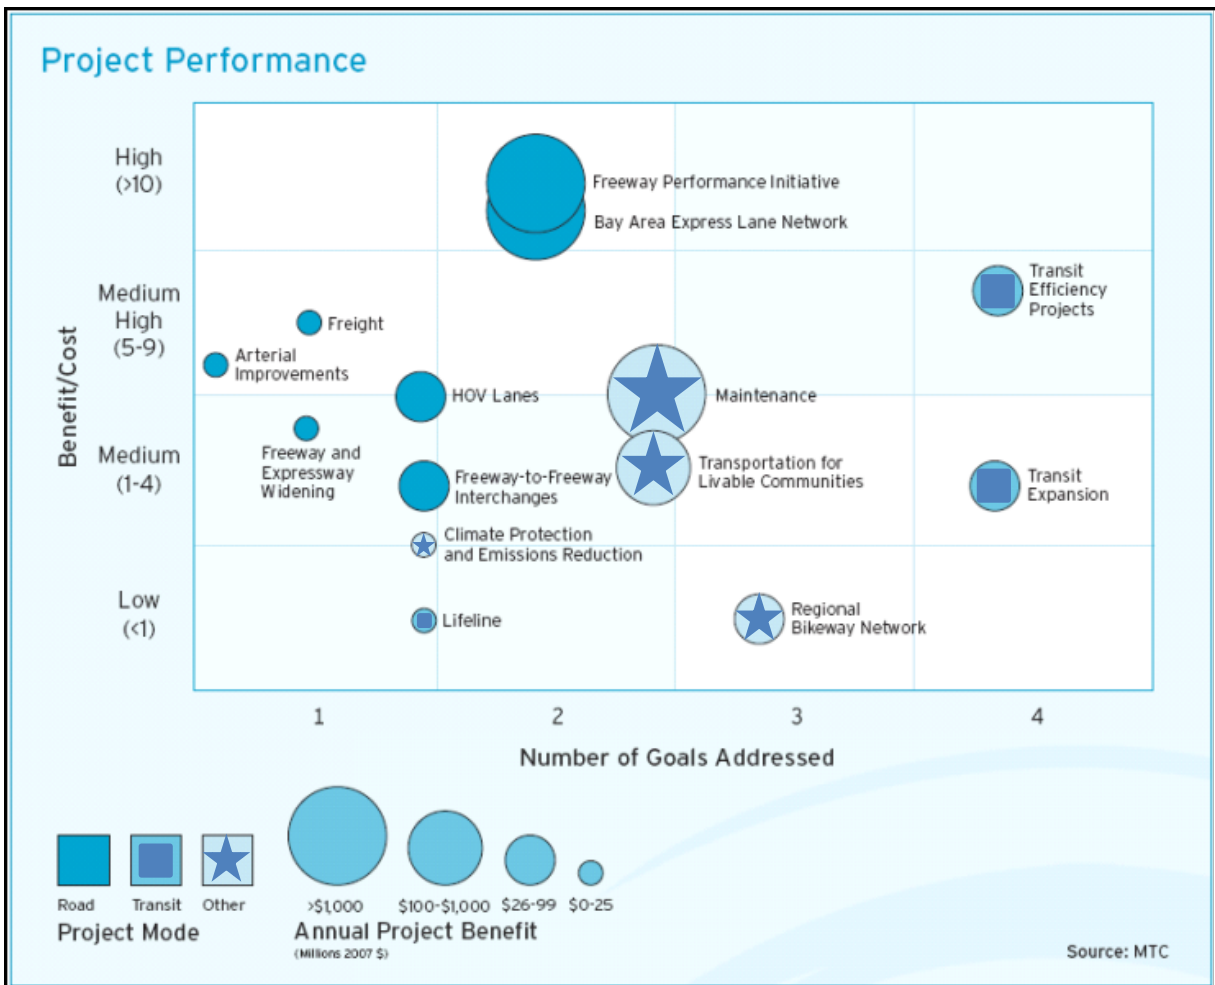 Project Performance
High
(>10)
Freeway Performance Initiative
Bay Area Express Lane Network
Medium
High
(5-9)
Transit
Efficiency
Projects
Freight
Arterial
Improvements
HOV Lanes
Maintenance
Benefit/Cost
Medium
(1-4)
Freeway and
Expressway
Widening
Freeway-to-Freeway
Interchanges
Transportation for
Livable Communities
Transit
Expansion
Climate Protection
and Emissions Reduction
Low
(<1)
Lifeline
Regional
Bikeway Network
1 2 3 4
Number of Goals Addressed
Road Transit Other
Project Mode
>$1,000 $100-$1,000 $26-99 $0-25
Annual Project Benefit
(Millions 2007 $)
Source: MTC